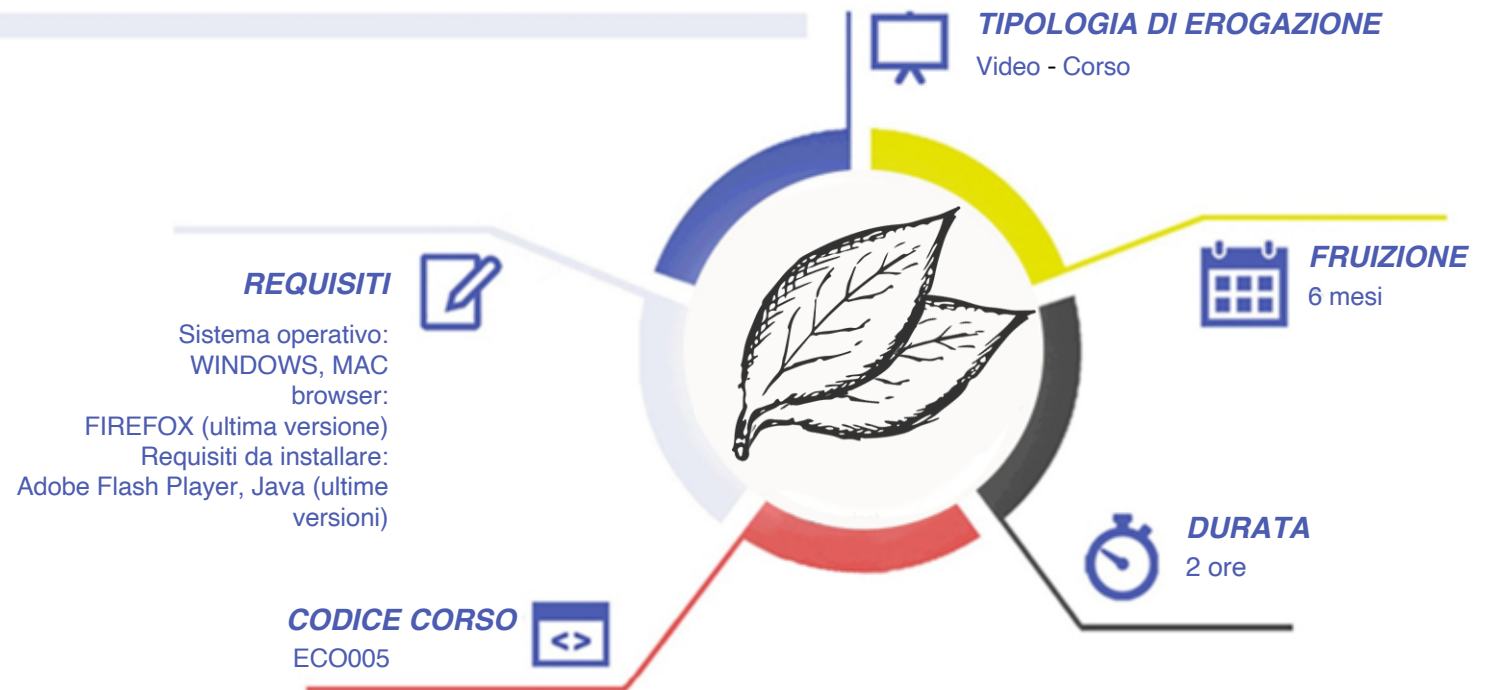 TIPOLOGIA DI EROGAZIONE
Video - Corso
REQUISITI
Sistema operativo:
WINDOWS, MAC
browser:
FIREFOX (ultima versione)
Requisiti da installare:
Adobe Flash Player, Java (ultime
versioni)
FRUIZIONE
6 mesi
DURATA
2 ore
CODICE CORSO
<>
ECO005